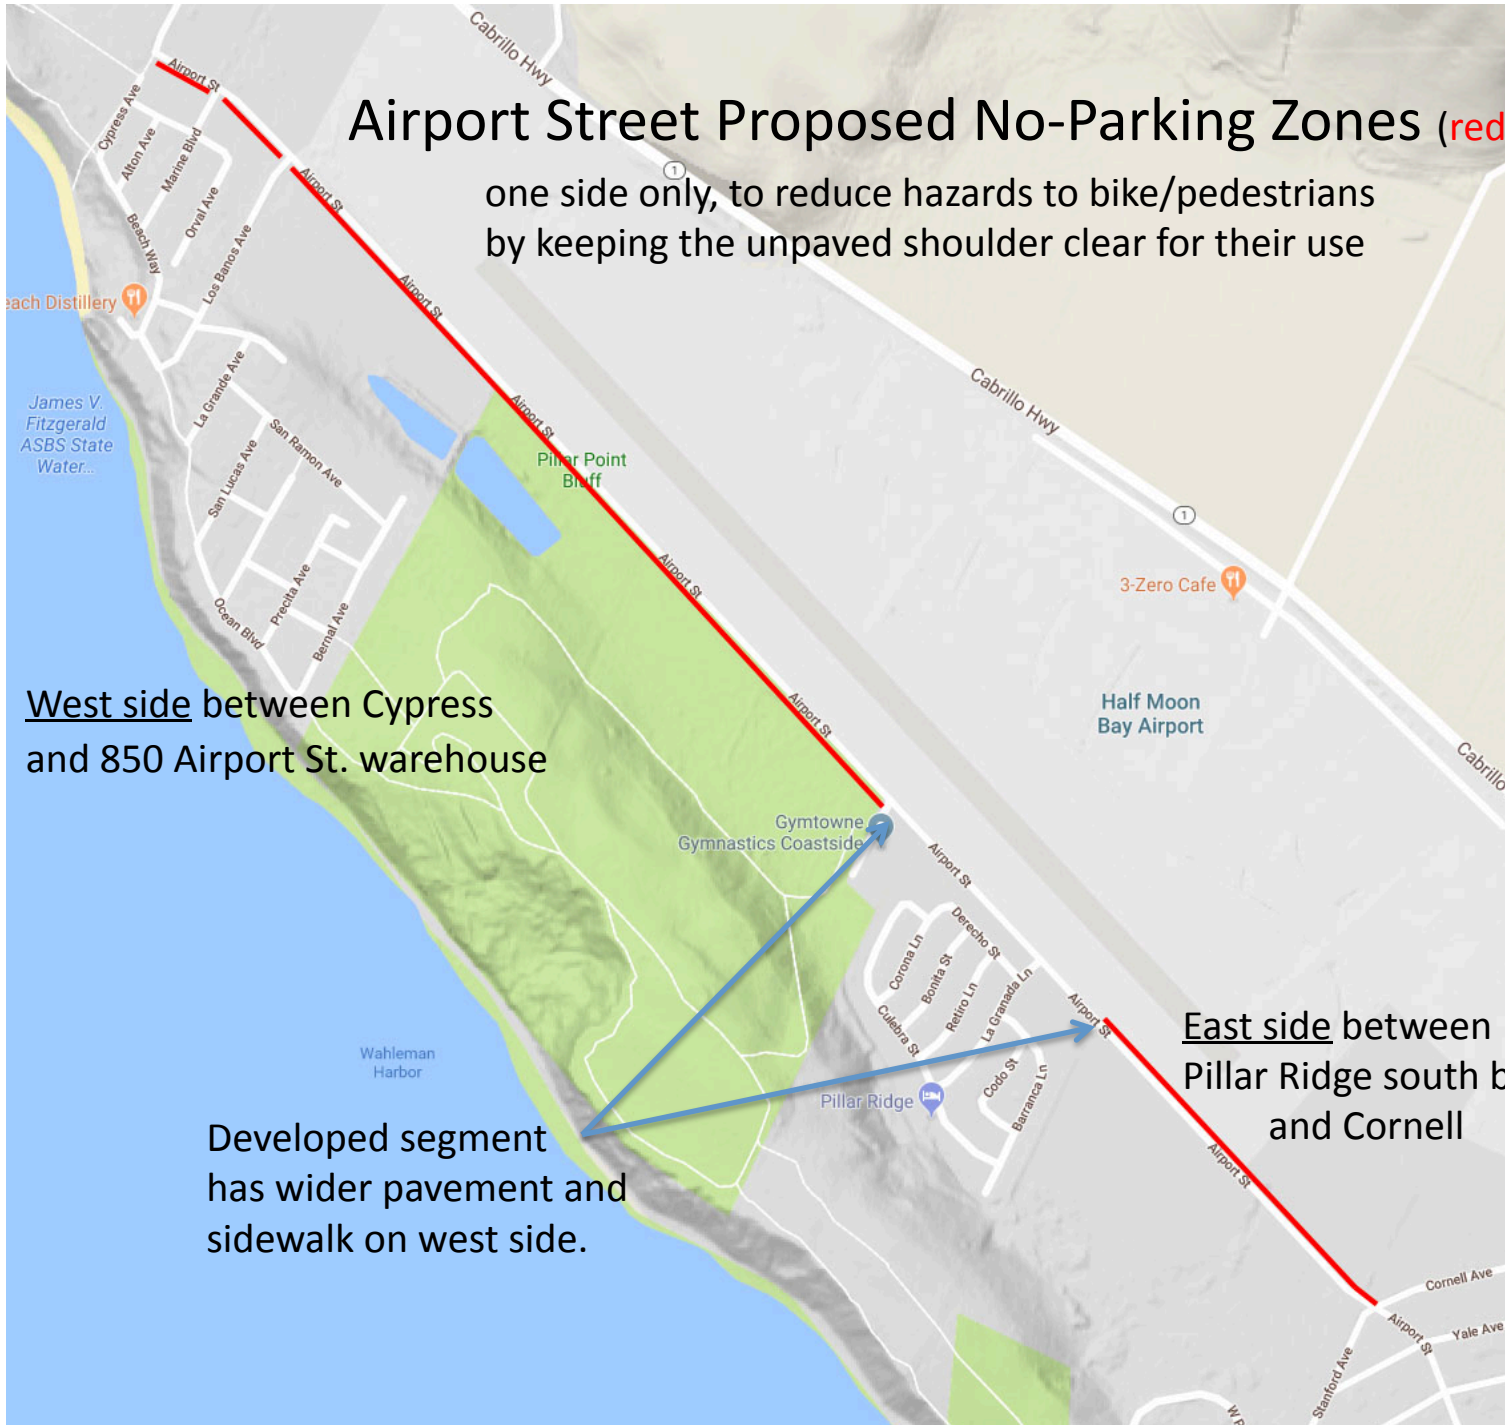 Cabrillo Hwy
Airport St
Airport Street Proposed No-Parking Zones (red
one side only, to reduce hazards to bike/pedestrians
by keeping the unpaved shoulder clear for their use
1
Cypress Ave
Alton Ave
Marine Blvd
Orval Ave
Airport St
Beach Way
Los Banos Ave
each Distillery
Airport St
La Grande Ave
Cabrillo Hwy
James V.
Fitzgerald
ASBS State
Water...
Airport St
San Ramon Ave
San Lucas Ave
Pillar Point
Bluff
1
Airport St
3-Zero Cafe
Precita Ave
Ocean Blvd
Bernal Ave
West side between Cypress
and 850 Airport St. warehouse
Airport St
Half Moon
Bay Airport
Cabrillo
Gymtowne
Gymnastics Coastside
Airport St
Derecho St
Corona Ln
Bonita St
Retiro Ln
La Granada Ln
Culebra St
Airport St
East side between
Pillar Ridge south b
and Cornell
Wahleman
Harbor
Codo St
Barranca Ln
Pillar Ridge
Developed segment
has wider pavement and
sidewalk on west side.
Airport St
Cornell Ave
Airport St
Yale Ave
Stanford Ave